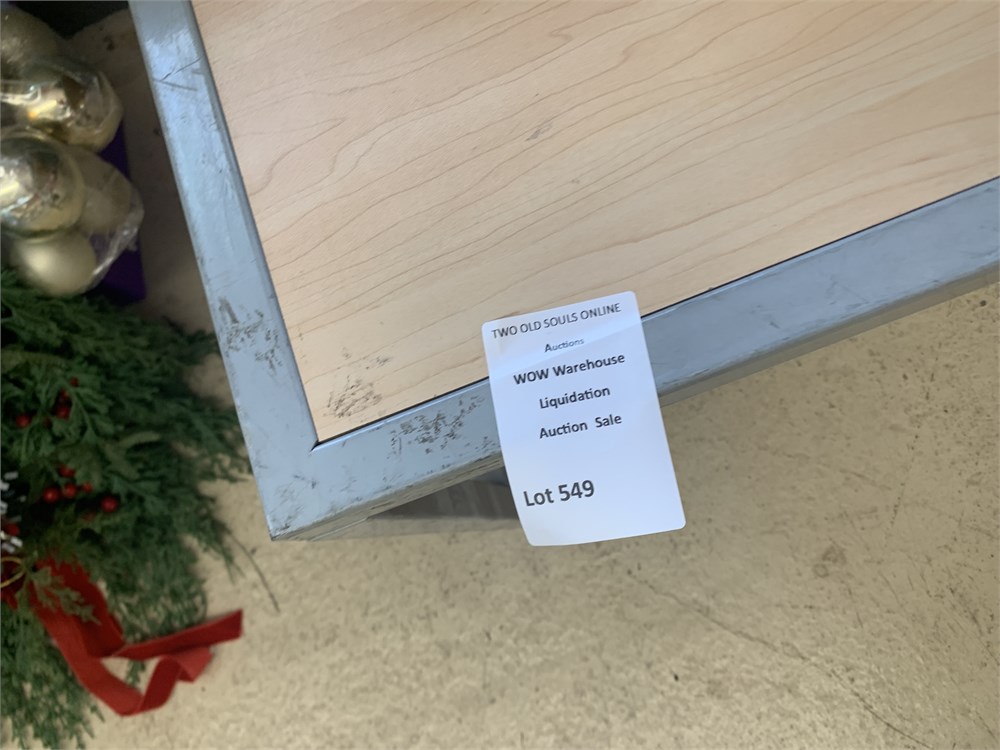 TWO OLD SOULS ONLINE
Auctions
WOW Warehouse
Liquidation
Auction Sale
Lot 549